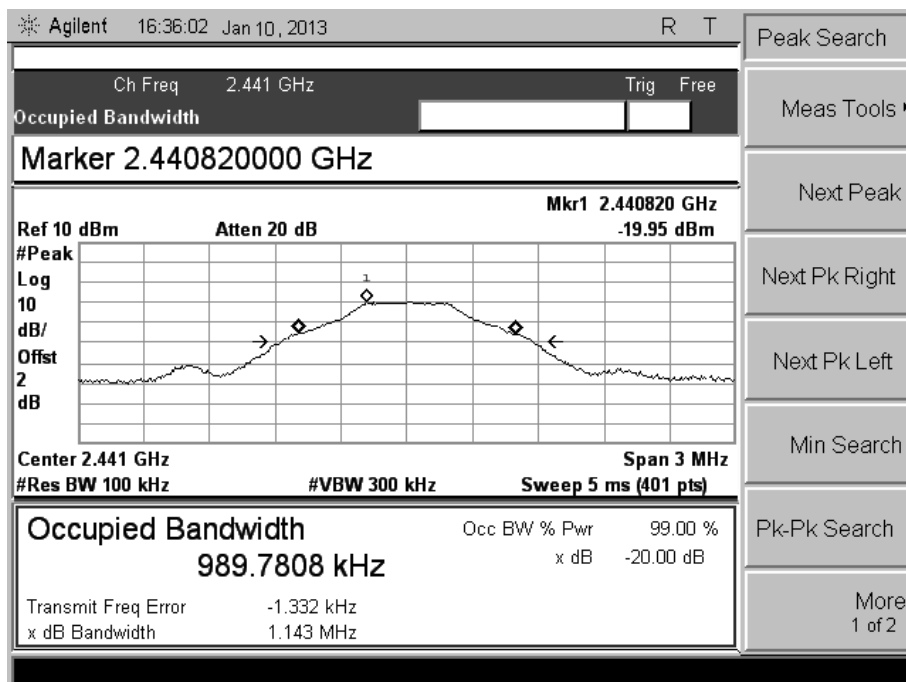 Agilent 16:36:02 Jan 10, 2013 R T
Ch Freq 2.441 GHz Trig Free
Occupied Bandwidth
Marker 2.440820000 GHz
Mkr1 2.440820 GHz
Ref 10 dBm Atten 20 dB -19.95 dBm
#Peak
Log
10
dB/
Offst
2
dB
1
Center 2.441 GHz Span 3 MHz
#Res BW 100 kHz #VBW 300 kHz Sweep 5 ms (401 pts)
Occupied Bandwidth
989.7808 kHz
Occ BW % Pwr 99.00 %
x dB -20.00 dB
Transmit Freq Error -1.332 kHz
x dB Bandwidth 1.143 MHz
Peak Search
Meas Tools
Next Peak
Next Pk Right
Next Pk Left
Min Search
Pk-Pk Search
More
1 of 2